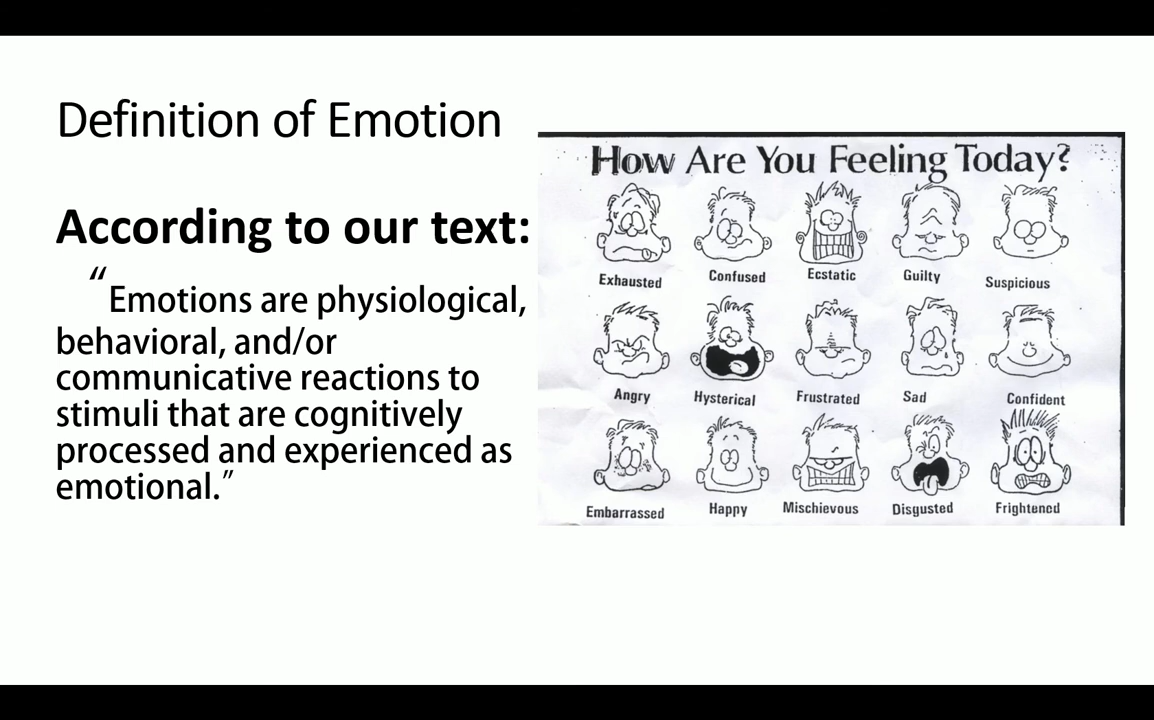 Definition of Emotion
According to our text:
“Emotions are physiological,
behavioral, and/or
communicative reactions to
stimuli that are cognitively
processed and experienced as
emotional.”
How Are You Feeling Today?
Exhausted Confused Ecstatic Guilty Suspicious
Angry Hysterical Frustrated Sad Confident
Embarrassed Happy Mischievous Disgusted Frightened